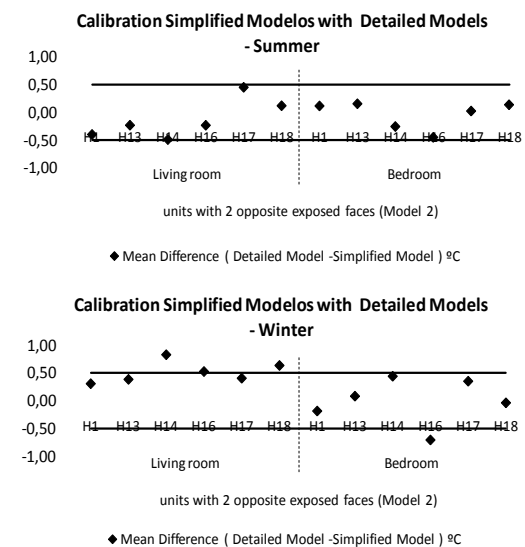 Calibration Simplified Modelos with Detailed Models
- Summer
1,00
0,50
0,00
-0,50
-1,00
H1 H13 H14 H16 H17 H18 H1 H13 H14 H16 H17 H18
Living room Bedroom
units with 2 opposite exposed faces (Model 2)
Mean Difference ( Detailed Model -Simplified Model ) ºC
Calibration Simplified Modelos with Detailed Models
- Winter
1,00
0,50
0,00
-0,50
-1,00
H1 H13 H14 H16 H17 H18 H1 H13 H14 H16 H17 H18
Living room Bedroom
units with 2 opposite exposed faces (Model 2)
Mean Difference ( Detailed Model -Simplified Model ) ºC